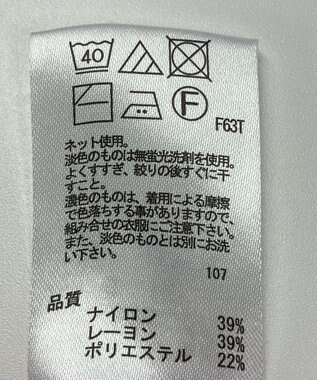 40
F
F63T
ネット使用。
淡色のものは無蛍光洗剤を使用。
よくすすぎ、絞りの後すぐに干
すこと。
濃色のものは、着用による摩擦
で色落ちする事がありますので、
組み合せの衣服にご注意下さい。
また、淡色のものとは別にお洗
い下さい。
107
品質
ナイロン 39%
レーヨン 39%
ポリエステル 22%